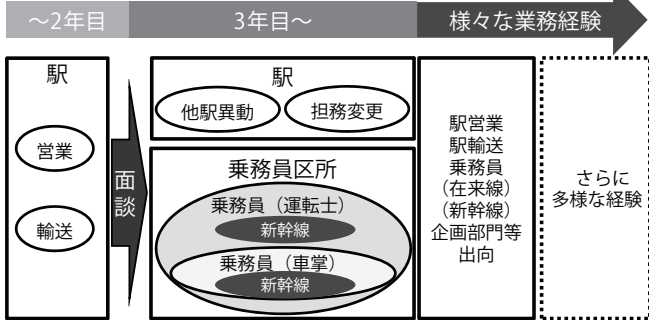 ～2年目
3年目～
様々な業務経験
駅
営業
輸送
面談
駅
他駅異動
担務変更
乗務員区所
乗務員（運転士）
新幹線
乗務員（車掌）
新幹線
駅営業
駅輸送
乗務員
（在来線）
（新幹線）
企画部門等
出向
さらに
多様な経験